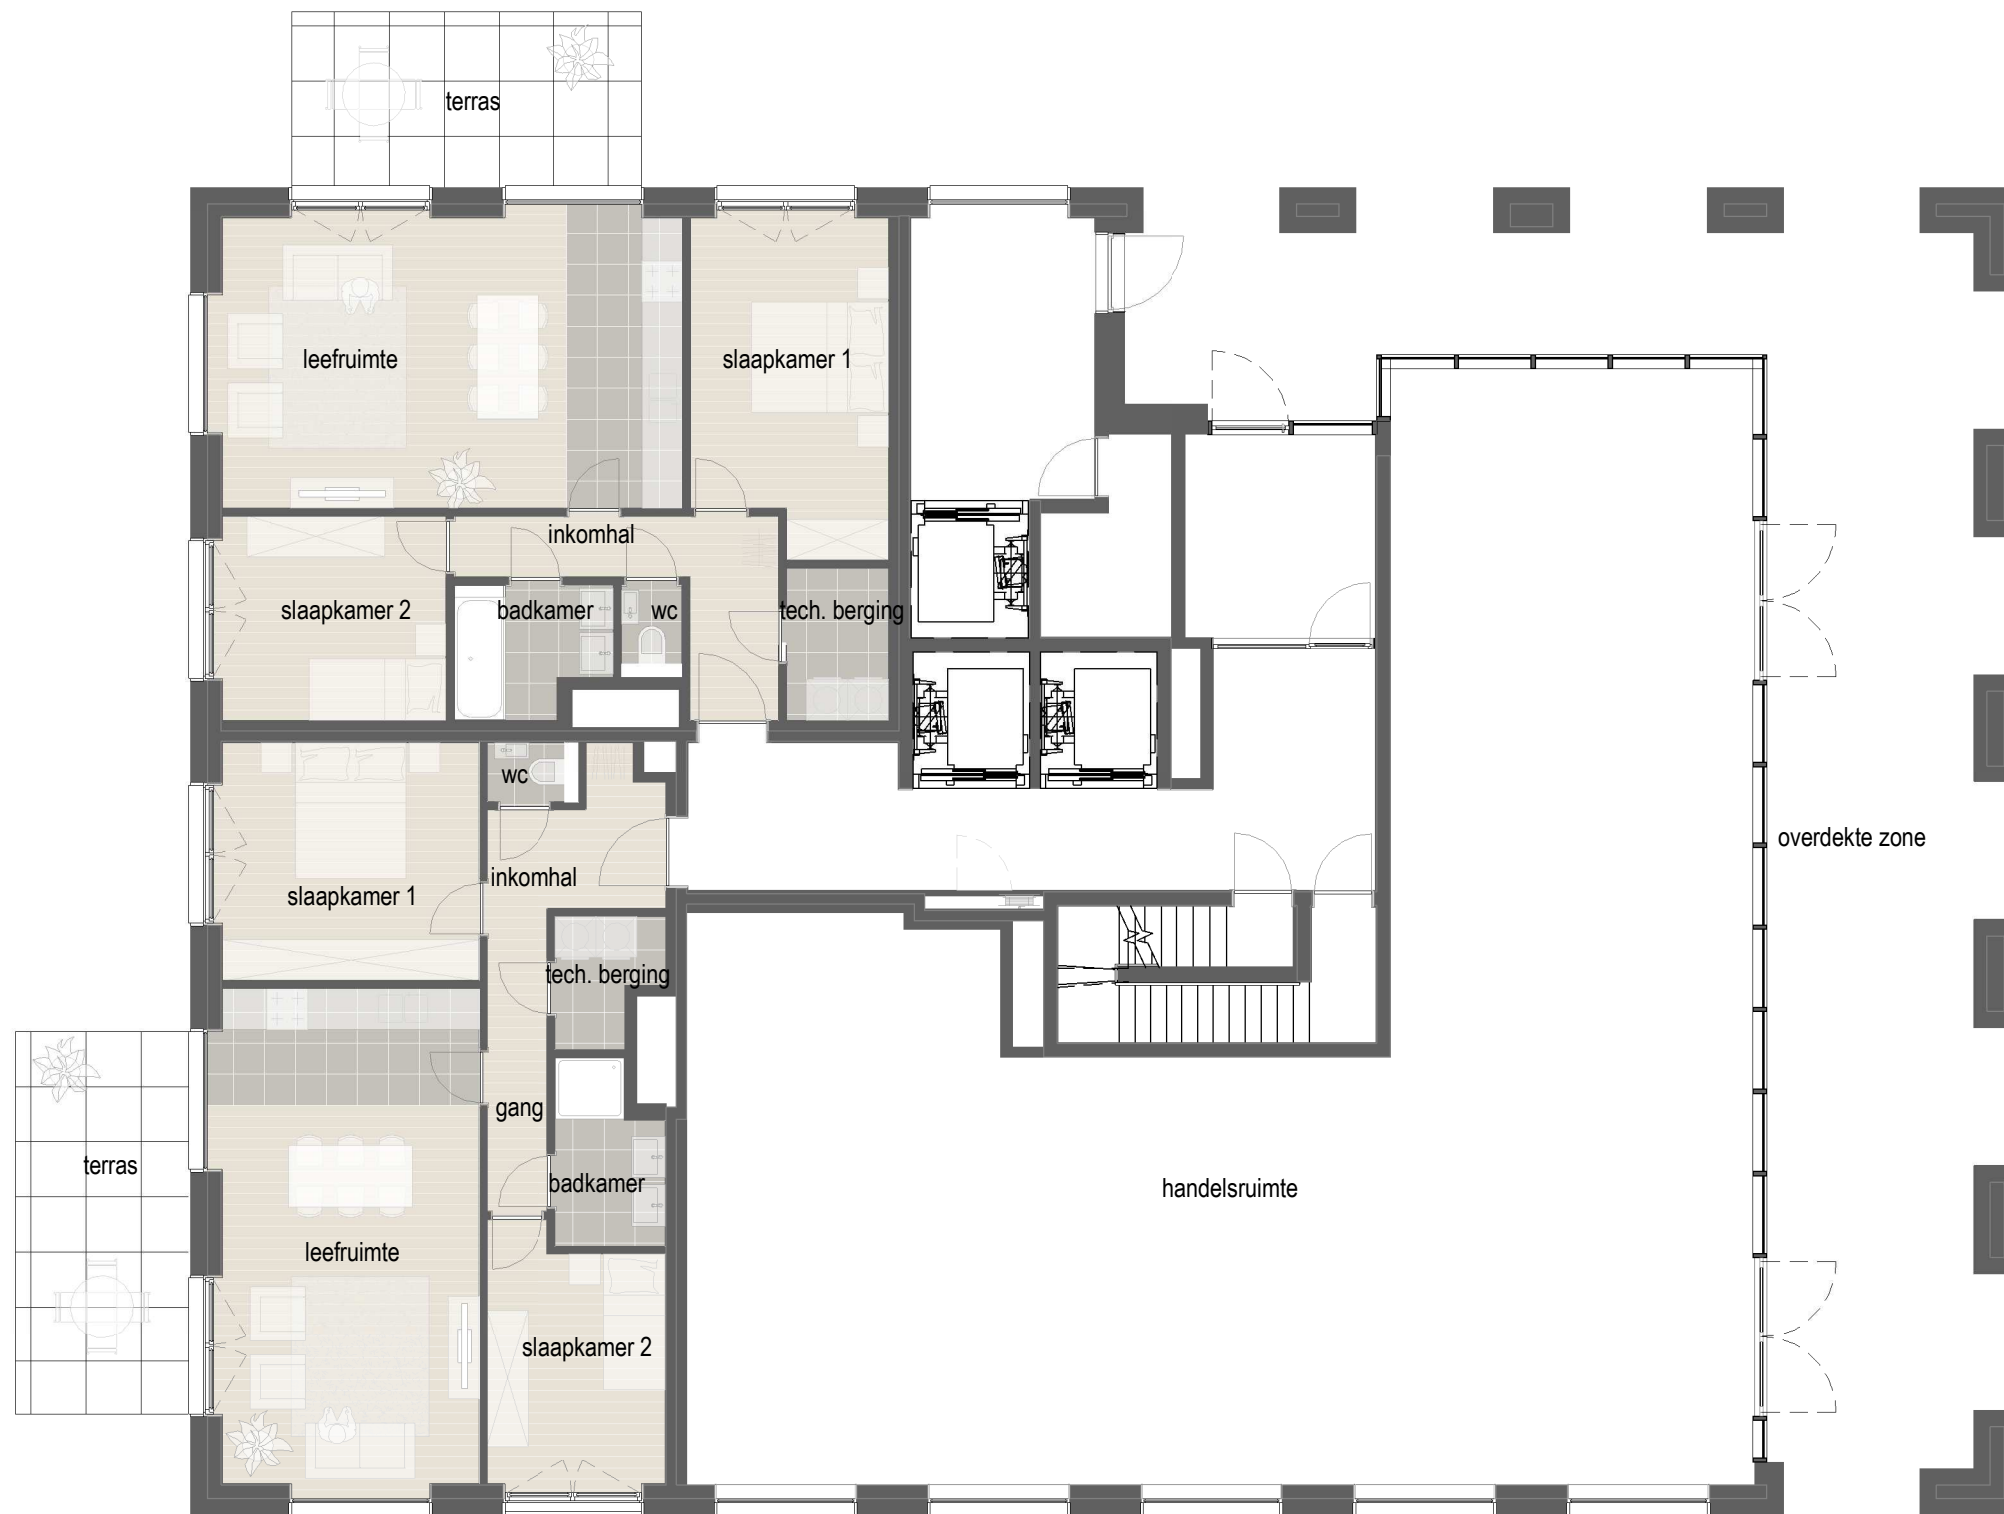 terras
leefruimte
slaapkamer 1
inkomhal
slaapkamer 2
badkamer
wc
tech. berging
wc
slaapkamer 1
inkomhal
overdekte zone
tech. berging
gang
terras
badkamer
handelsruimte
leefruimte
slaapkamer 2